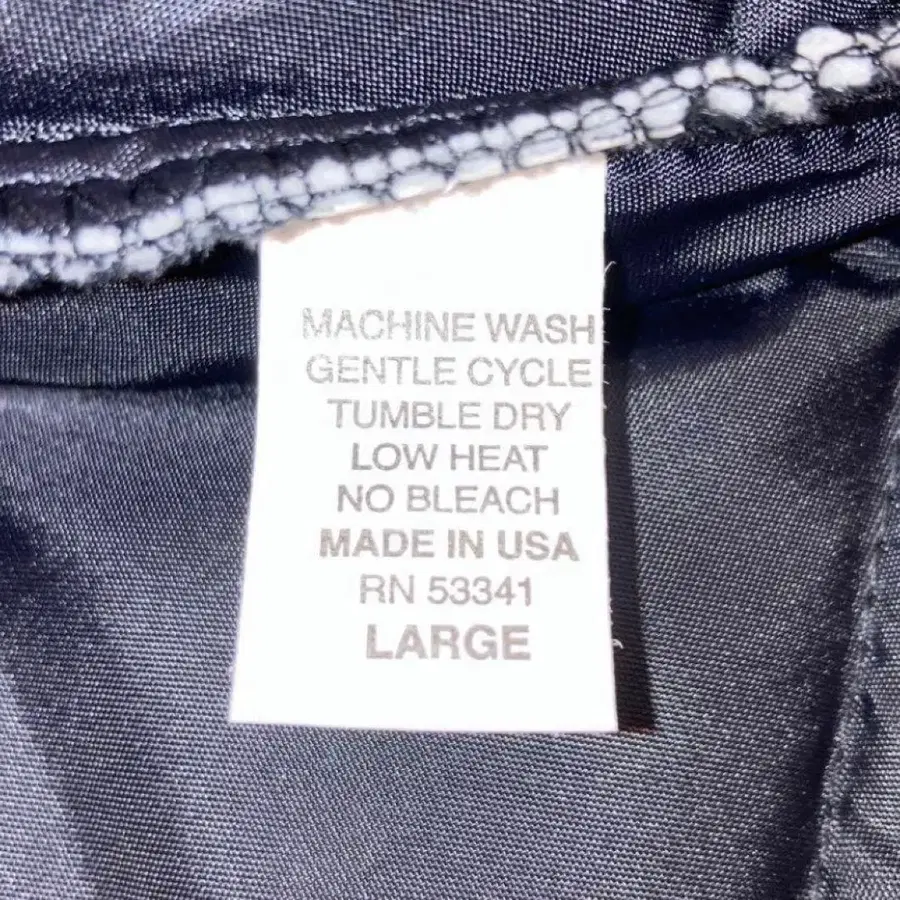 MACHINE WASH
GENTLE CYCLE
TUMBLE DRY
LOW HEAT
NO BLEACH
MADE IN USA
RN 53341
LARGE